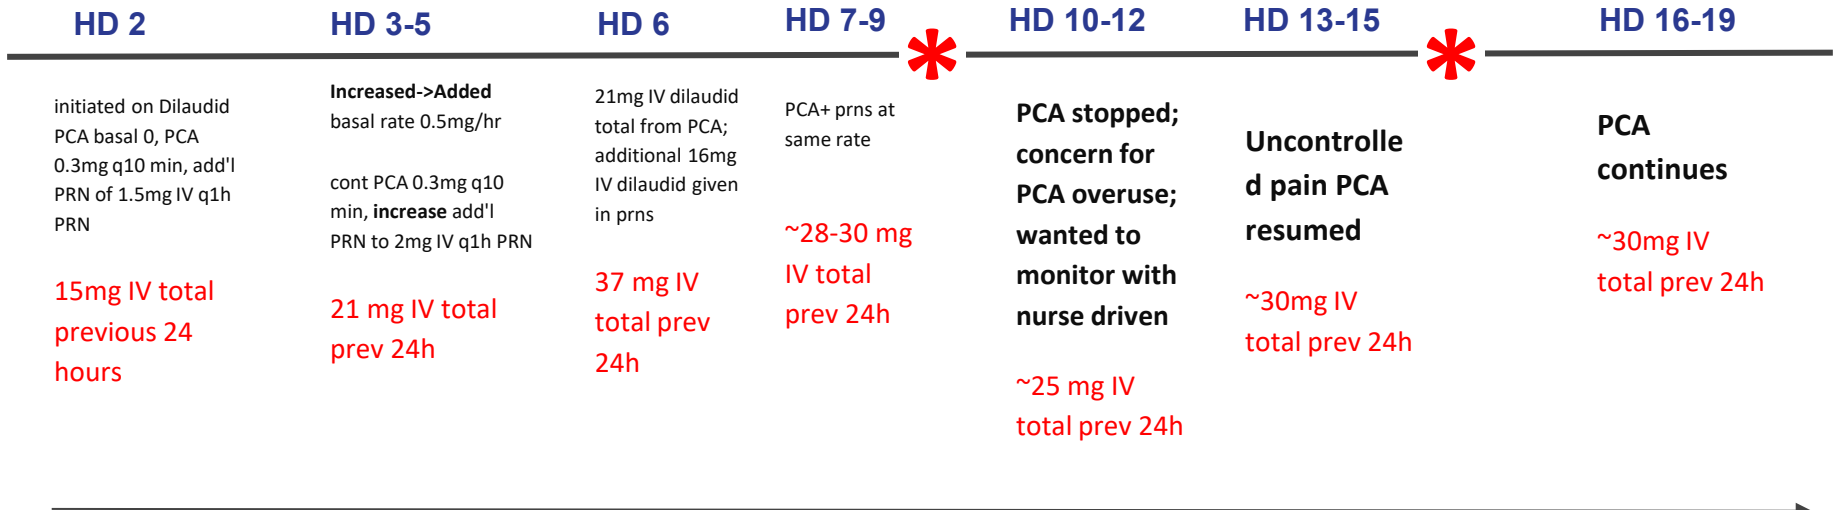 HD 2
initiated on Dilaudid
PCA basal 0, PCA
0.3mg q10 min, add'l
PRN of 1.5mg IV q1h
PRN
15mg IV total
previous 24
hours
HD 3-5
Increased->Added
basal rate 0.5mg/hr
cont PCA 0.3mg q10
min, increase add'l
PRN to 2mg IV q1h PRN
21 mg IV total
prev 24h
HD 6
21mg IV dilaudid
total from PCA;
additional 16mg
IV dilaudid given
in prns
37 mg IV
total prev
24h
HD 7-9
PCA+ prns at
same rate
~28-30 mg
IV total
prev 24h
*
HD 10-12
PCA stopped;
concern for
PCA overuse;
wanted to
monitor with
nurse driven
~25 mg IV
total prev 24h
HD 13-15
Uncontrolle
d pain PCA
resumed
~30mg IV
total prev 24h
*
HD 16-19
PCA
continues
~30mg IV
total prev 24h